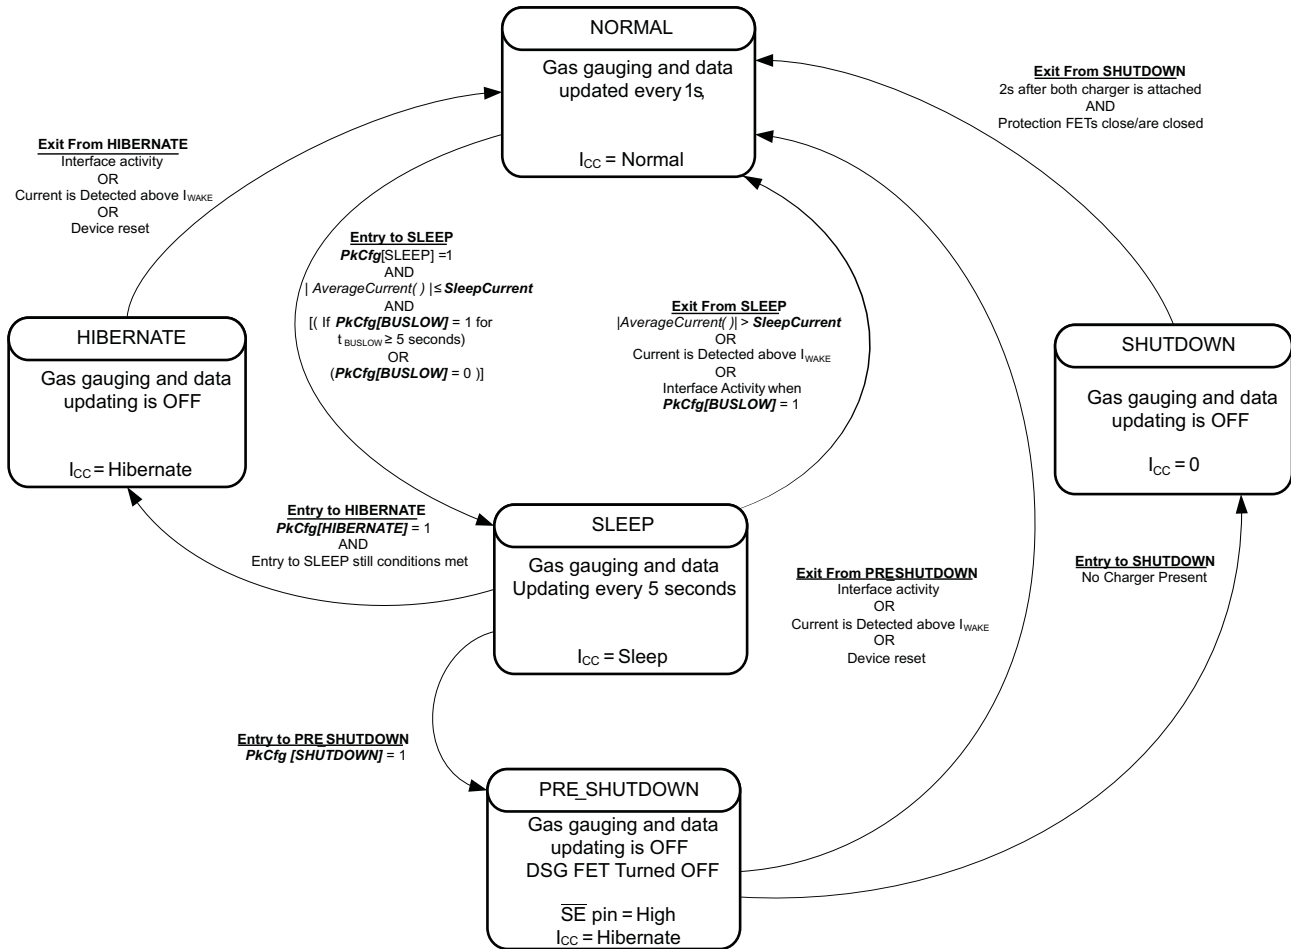 NORMAL
Gas gauging and data
updated every 1s,
I_CC = Normal
Exit From SHUTDOWN
2s after both charger is attached
AND
Protection FETs close/are closed
Exit From HIBERNATE
Interface activity
OR
Current is Detected above I_WAKE
OR
Device reset
Entry to SLEEP
PkCfg[SLEEP] =1
AND
| AverageCurrent( ) | ≤ SleepCurrent
AND
[( If PkCfg[BUSLOW] = 1 for
t_BUSLOW ≥ 5 seconds)
OR
(PkCfg[BUSLOW] = 0 )]
Exit From SLEEP
|AverageCurrent( )| > SleepCurrent
OR
Current is Detected above I_WAKE
OR
Interface Activity when
PkCfg[BUSLOW] = 1
HIBERNATE
Gas gauging and data
updating is OFF
I_CC = Hibernate
SHUTDOWN
Gas gauging and data
updating is OFF
I_CC = 0
Entry to HIBERNATE
PkCfg[HIBERNATE] = 1
AND
Entry to SLEEP still conditions met
SLEEP
Gas gauging and data
Updating every 5 seconds
I_CC = Sleep
Exit From PRE_SHUTDOWN
Interface activity
OR
Current is Detected above I_WAKE
OR
Device reset
Entry to SHUTDOWN
No Charger Present
Entry to PRE_SHUTDOWN
PkCfg [SHUTDOWN] = 1
PRE_SHUTDOWN
Gas gauging and data
updating is OFF
DSG FET Turned OFF
S̅E̅ pin = High
I_CC = Hibernate